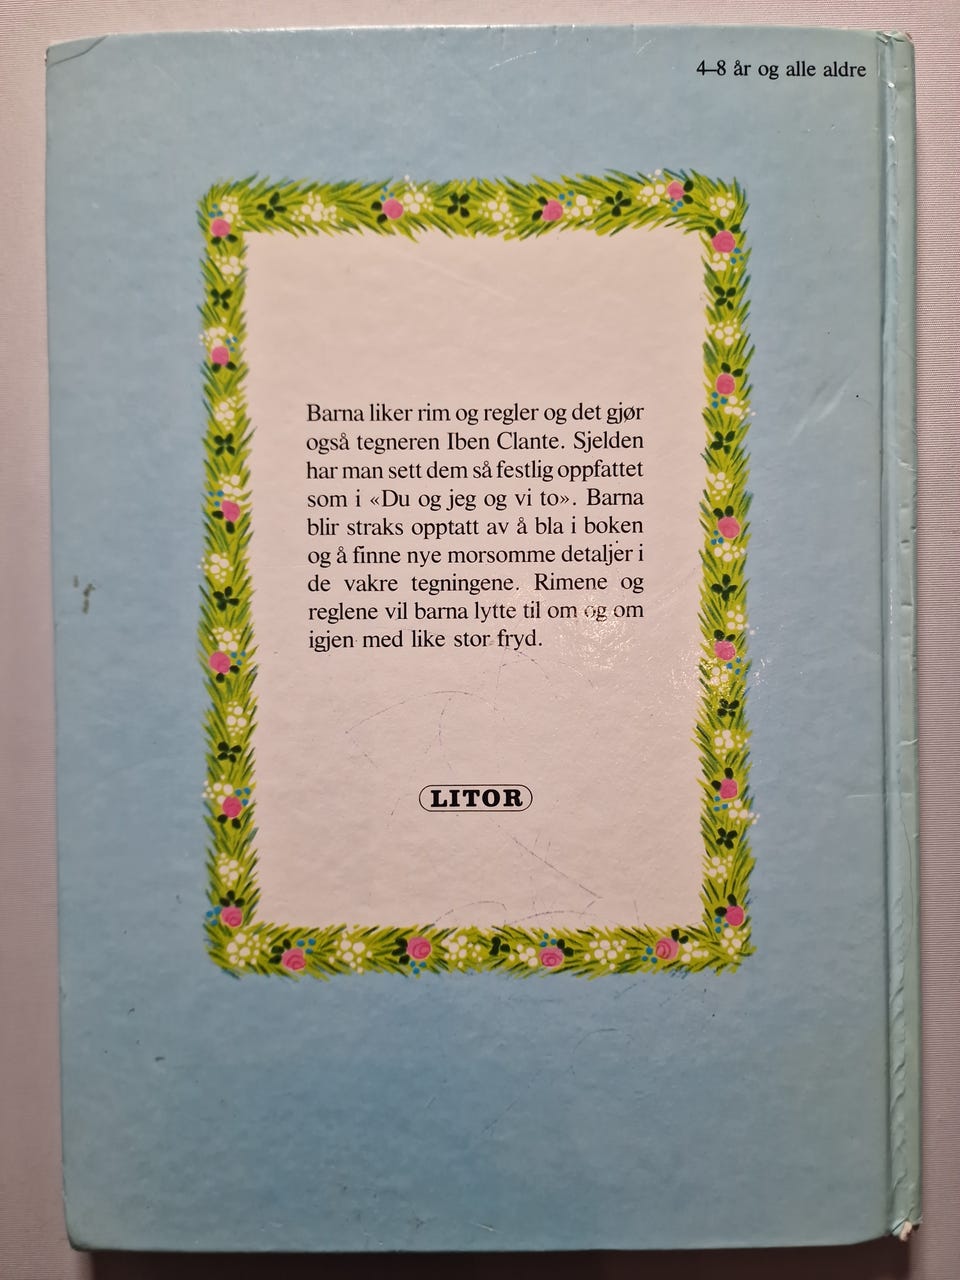 4–8 år og alle aldre
Barna liker rim og regler og det gjør
også tegneren Iben Clante. Sjelden
har man sett dem så festlig oppfattet
som i «Du og jeg og vi to». Barna
blir straks opptatt av å bla i boken
og å finne nye morsomme detaljer i
de vakre tegningene. Rimene og
reglene vil barna lytte til om og om
igjen med like stor fryd.
LITOR